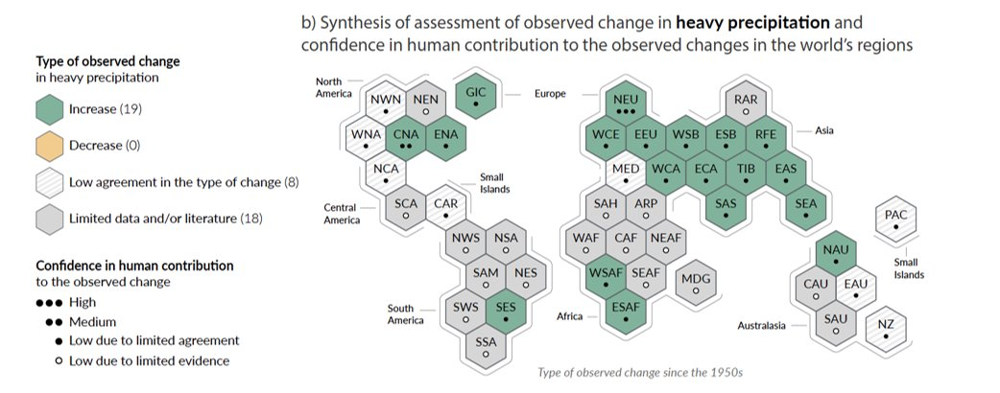 b) Synthesis of assessment of observed change in heavy precipitation and
confidence in human contribution to the observed changes in the world's regions
Type of observed change
in heavy precipitation
Increase (19)
Decrease (0)
Low agreement in the type of change (8)
Limited data and/or literature (18)
Confidence in human contribution
to the observed change
High
Medium
Low due to limited agreement
Low due to limited evidence
North
America
GIC
Europe
NWN NEN
NEU
RAR
WNA CNA ENA
WCE EEU WSB ESB RFE
Asia
NCA
MED WCA ECA TIB EAS
Small
Islands
Central
America
SCA CAR
SAH ARP
SAS
SEA
PAC
NWS NSA
WAF CAF NEAF
NAU
Small
Islands
SAM NES
WSAF SEAF MDG
CAU EAU
South
America
SWS SES
Africa
ESAF
Australasia
SAU NZ
SSA
Type of observed change since the 1950s